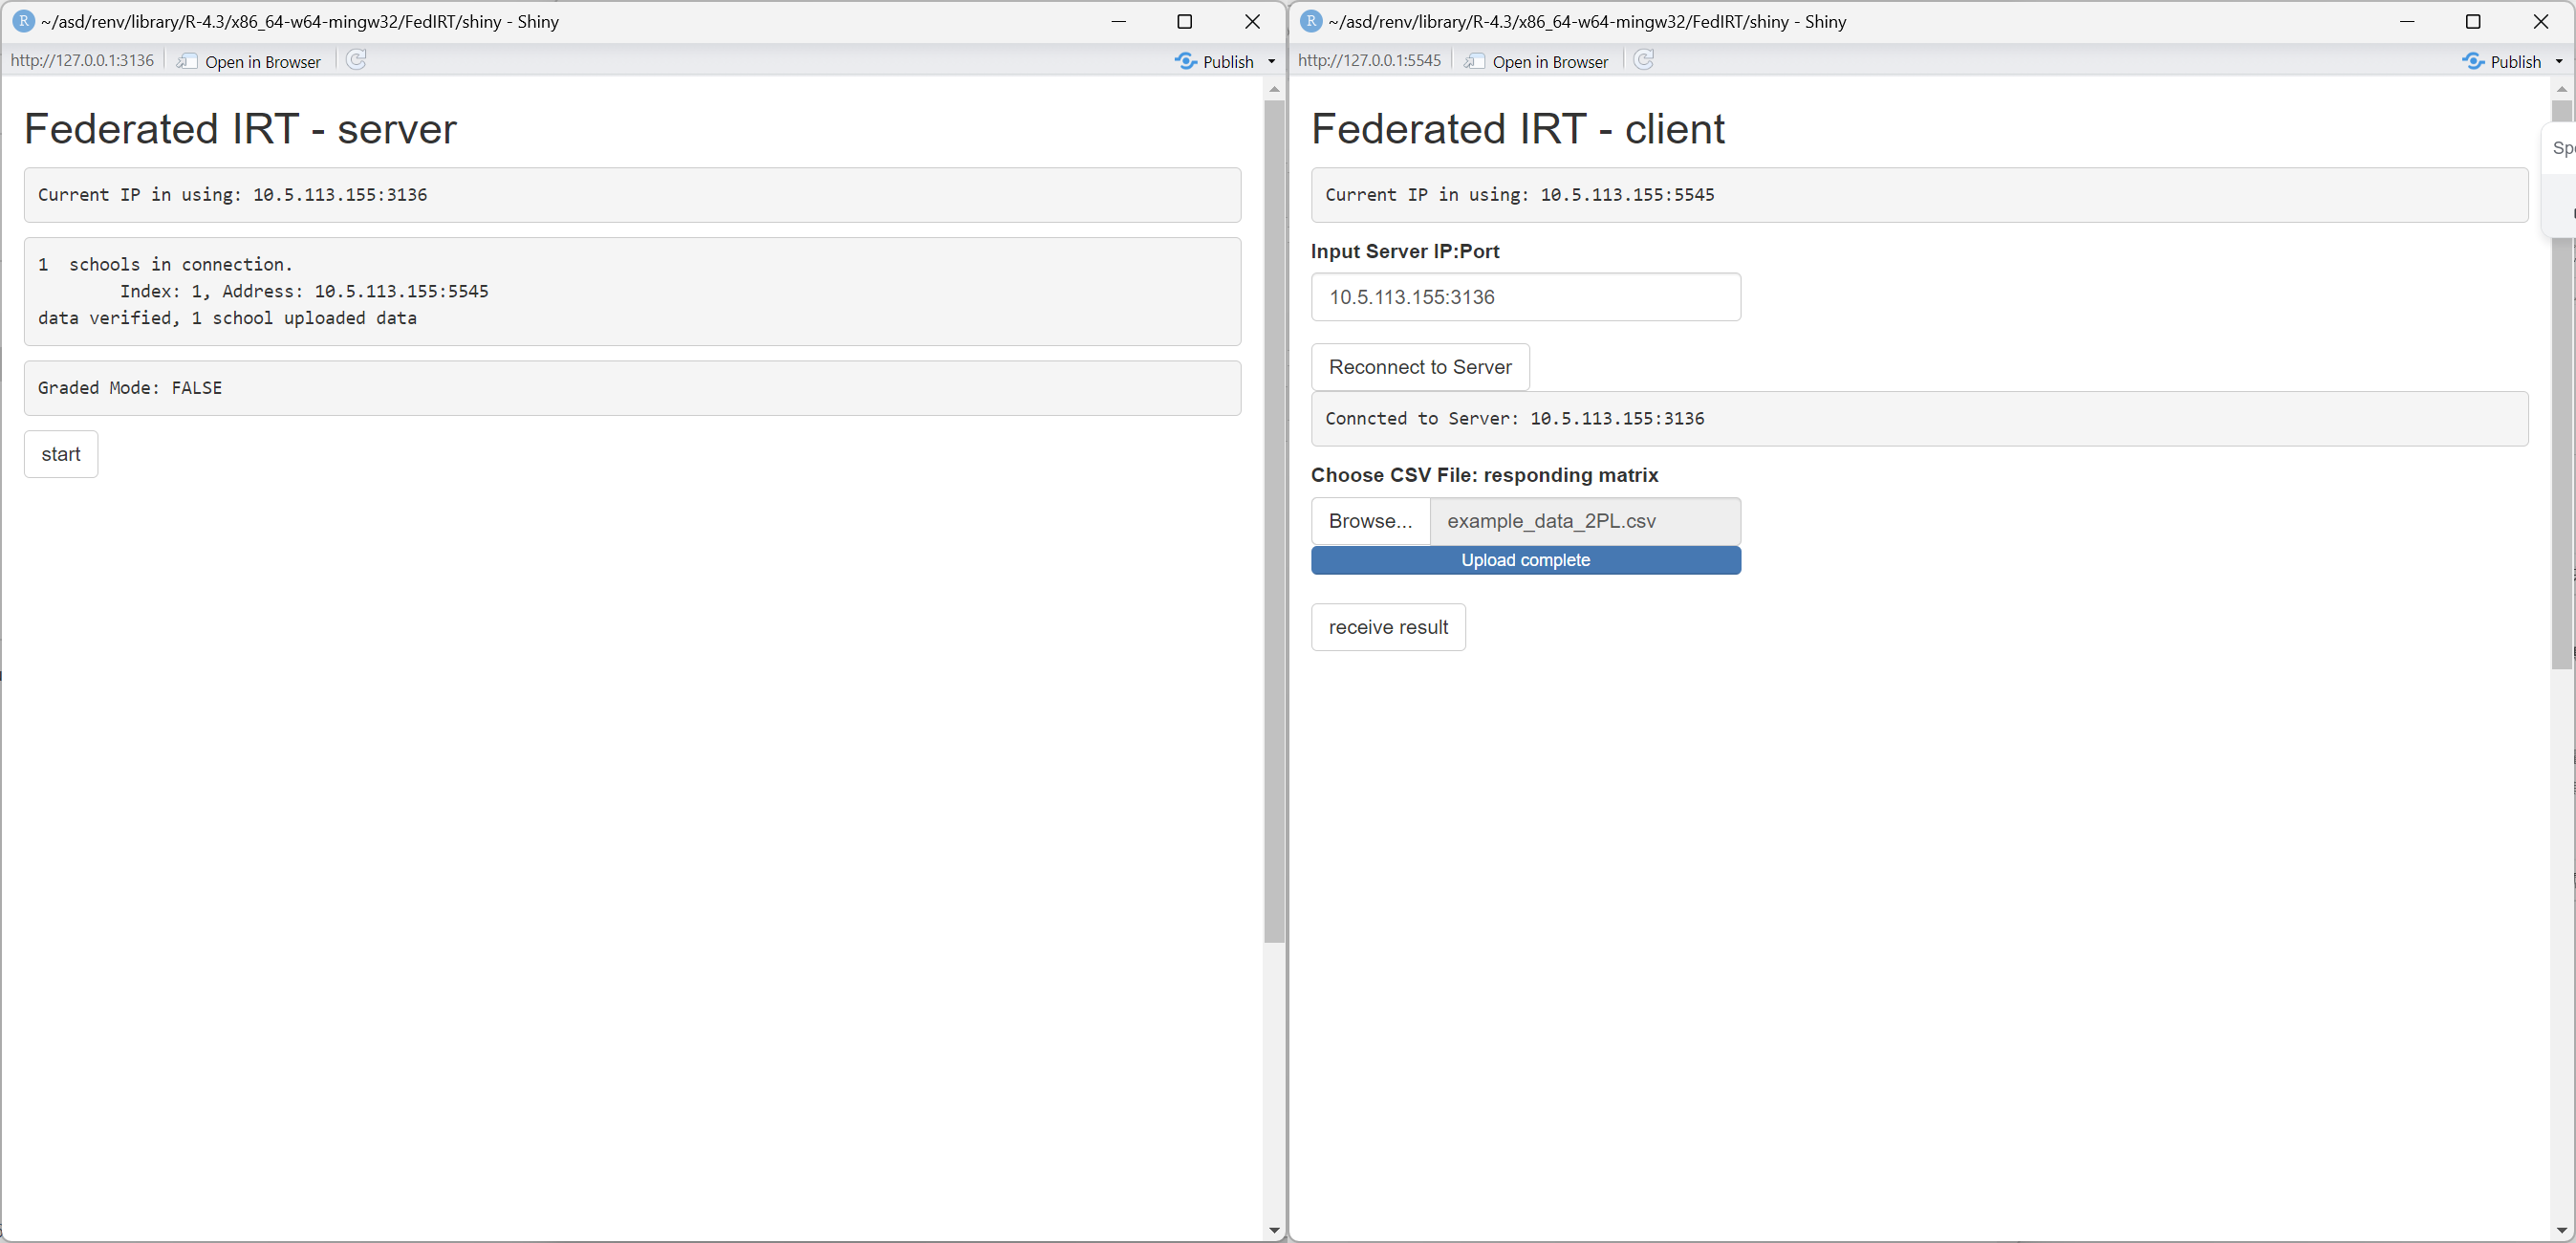 R ~/asd/renv/library/R-4.3/x86_64-w64-mingw32/FedIRT/shiny - Shiny
http://127.0.0.1:3136 Open in Browser Publish
Federated IRT - server
Current IP in using: 10.5.113.155:3136
1  schools in connection.
Index: 1, Address: 10.5.113.155:5545
data verified, 1 school uploaded data
Graded Mode: FALSE
start
R ~/asd/renv/library/R-4.3/x86_64-w64-mingw32/FedIRT/shiny - Shiny
http://127.0.0.1:5545 Open in Browser Publish
Federated IRT - client
Current IP in using: 10.5.113.155:5545
Input Server IP:Port
10.5.113.155:3136
Reconnect to Server
Conncted to Server: 10.5.113.155:3136
Choose CSV File: responding matrix
Browse... example_data_2PL.csv
Upload complete
receive result